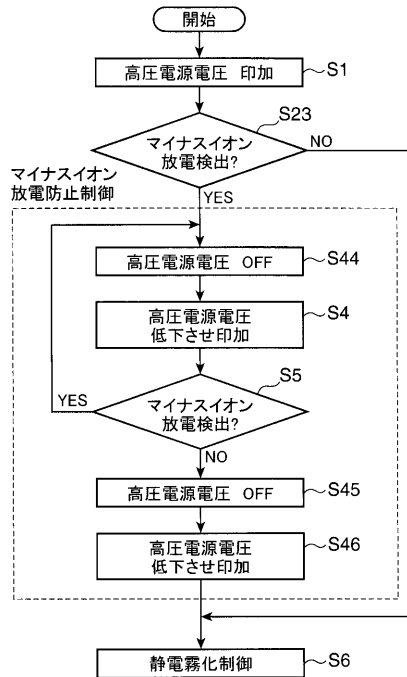 開始
高圧電源電圧 印加
S1
S23
マイナスイオン
放電検出?
NO
マイナスイオン
放電防止制御
YES
高圧電源電圧 OFF
S44
高圧電源電圧
低下させ印加
S4
S5
YES
マイナスイオン
放電検出?
NO
高圧電源電圧 OFF
S45
高圧電源電圧
低下させ印加
S46
静電霧化制御
S6